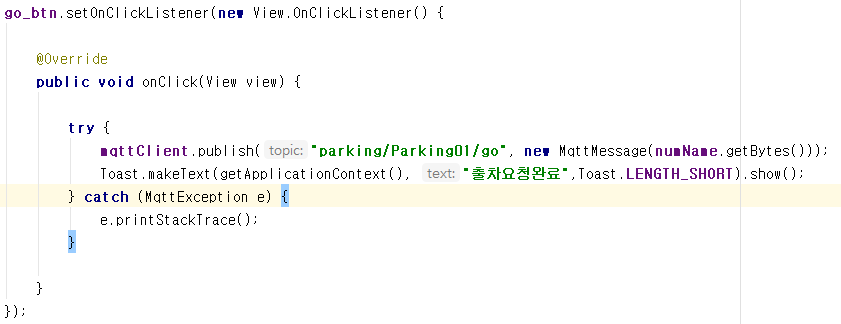 go_btn.setOnClickListener(new View.OnClickListener() {
@Override
public void onClick(View view) {
try {
mqttClient.publish( topic: "parking/Parking01/go", new MqttMessage(numName.getBytes()));
Toast.makeText(getApplicationContext(), text: "출차요청완료",Toast.LENGTH_SHORT).show();
} catch (MqttException e) {
e.printStackTrace();
}
}
});